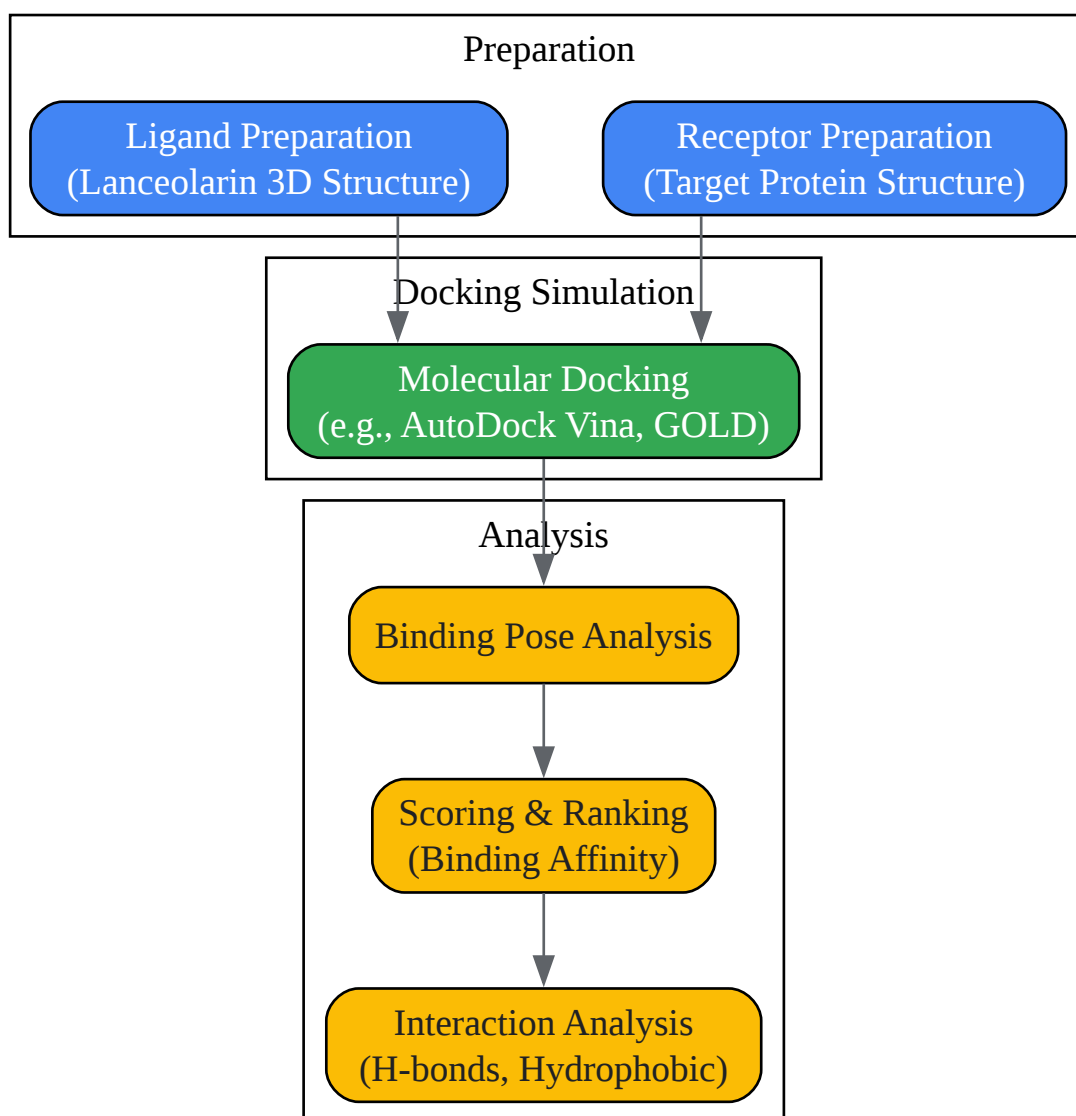 Preparation
Ligand Preparation
(Lanceolarin 3D Structure)
Receptor Preparation
(Target Protein Structure)
Docking Simulation
Molecular Docking
(e.g., AutoDock Vina, GOLD)
Analysis
Binding Pose Analysis
Scoring & Ranking
(Binding Affinity)
Interaction Analysis
(H-bonds, Hydrophobic)